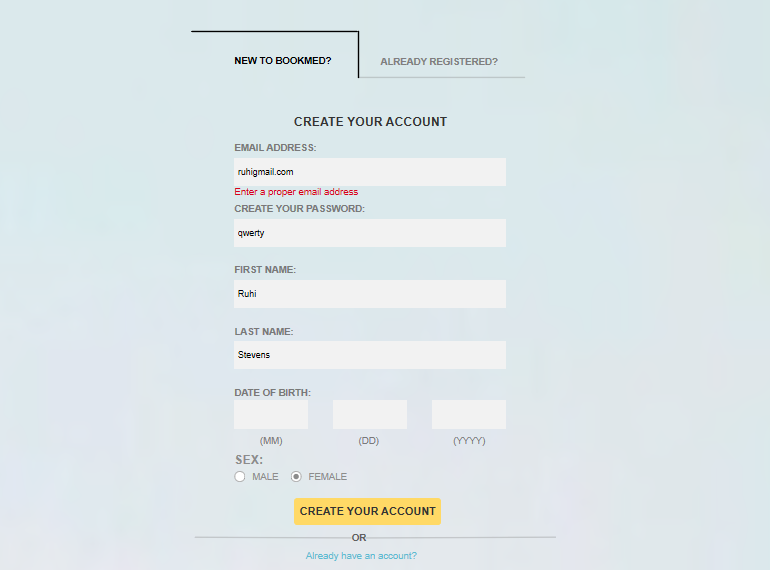 NEW TO BOOKMED?
ALREADY REGISTERED?
CREATE YOUR ACCOUNT
EMAIL ADDRESS:
ruhigmail.com
Enter a proper email address
CREATE YOUR PASSWORD:
qwerty
FIRST NAME:
Ruhi
LAST NAME:
Stevens
DATE OF BIRTH:
(MM) (DD) (YYYY)
SEX:
MALE FEMALE
CREATE YOUR ACCOUNT
OR
Already have an account?